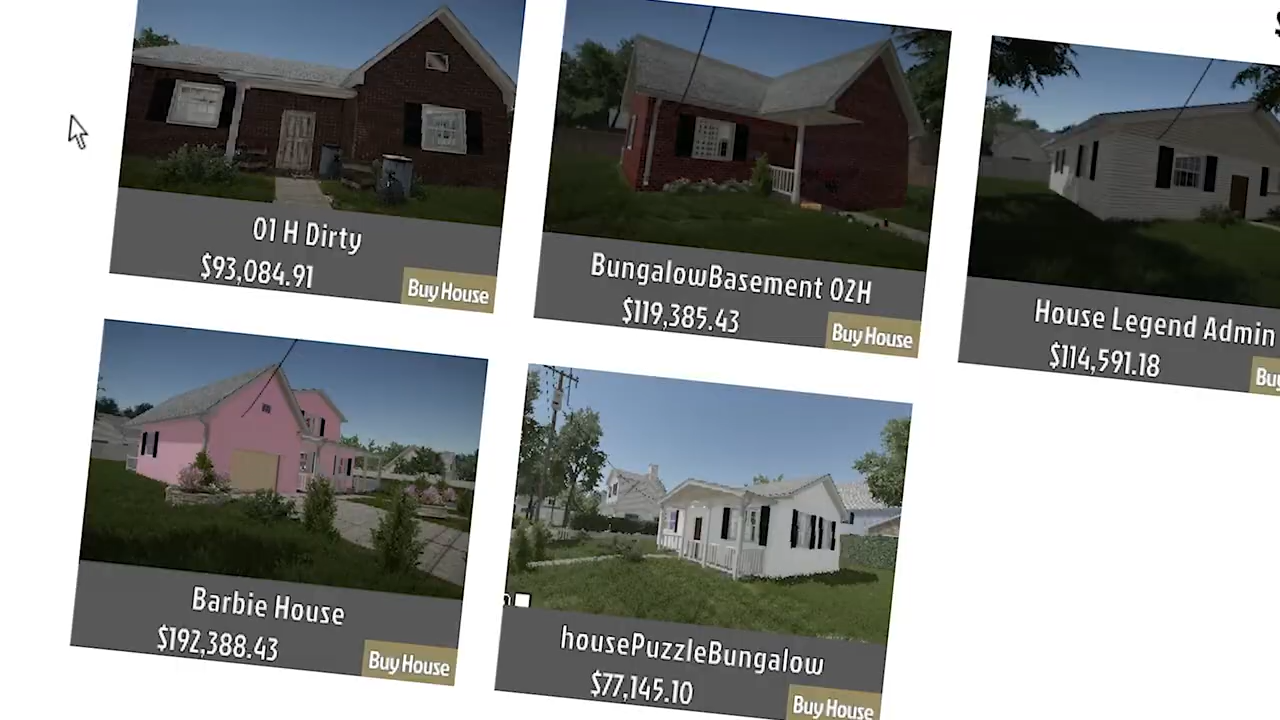 01 H Dirty
$93,084.91
Buy House
BungalowBasement 02H
$119,385.43
Buy House
House Legend Admin
$114,591.18
Barbie House
$192,388.43
Buy House
housePuzzleBungalow
$77,145.10
Buy House